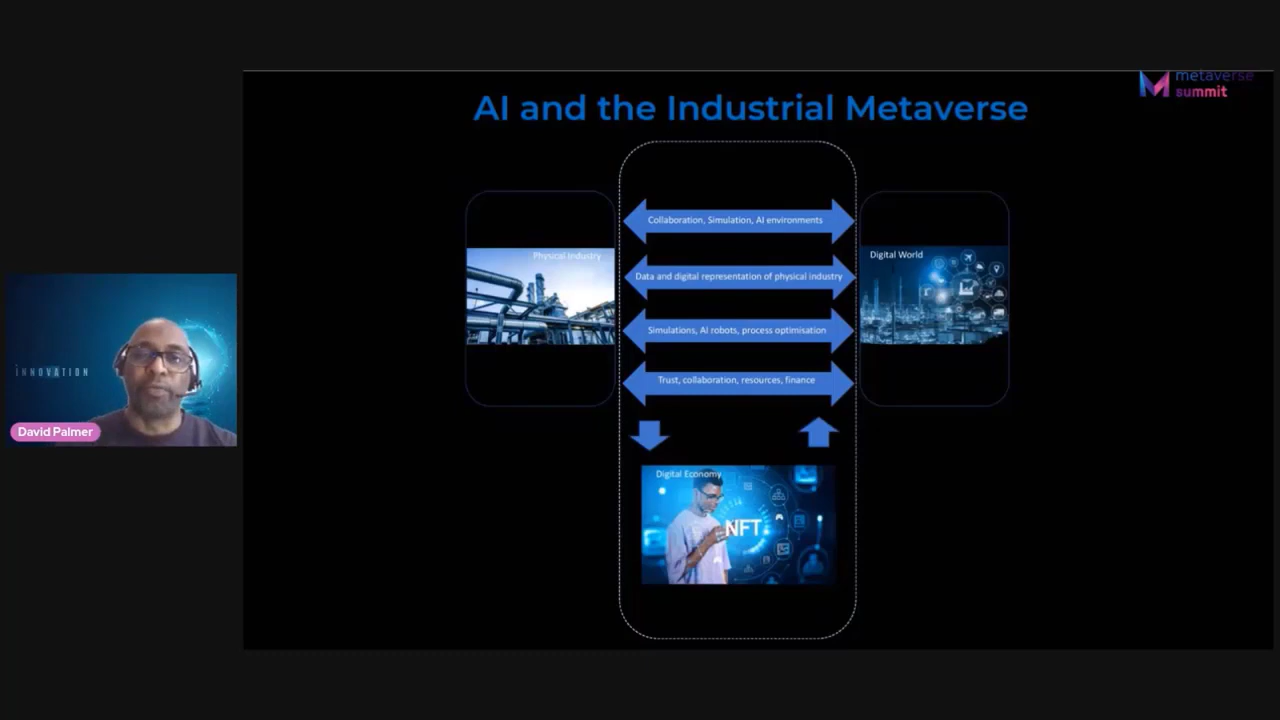 metaverse
summit
AI and the Industrial Metaverse
Collaboration, Simulation, AI environments
Physical Industry
Digital World
Data and digital representation of physical industry
Simulations, AI robots, process optimisation
Trust, collaboration, resources, finance
INNOVATION
David Palmer
Digital Economy
NFT